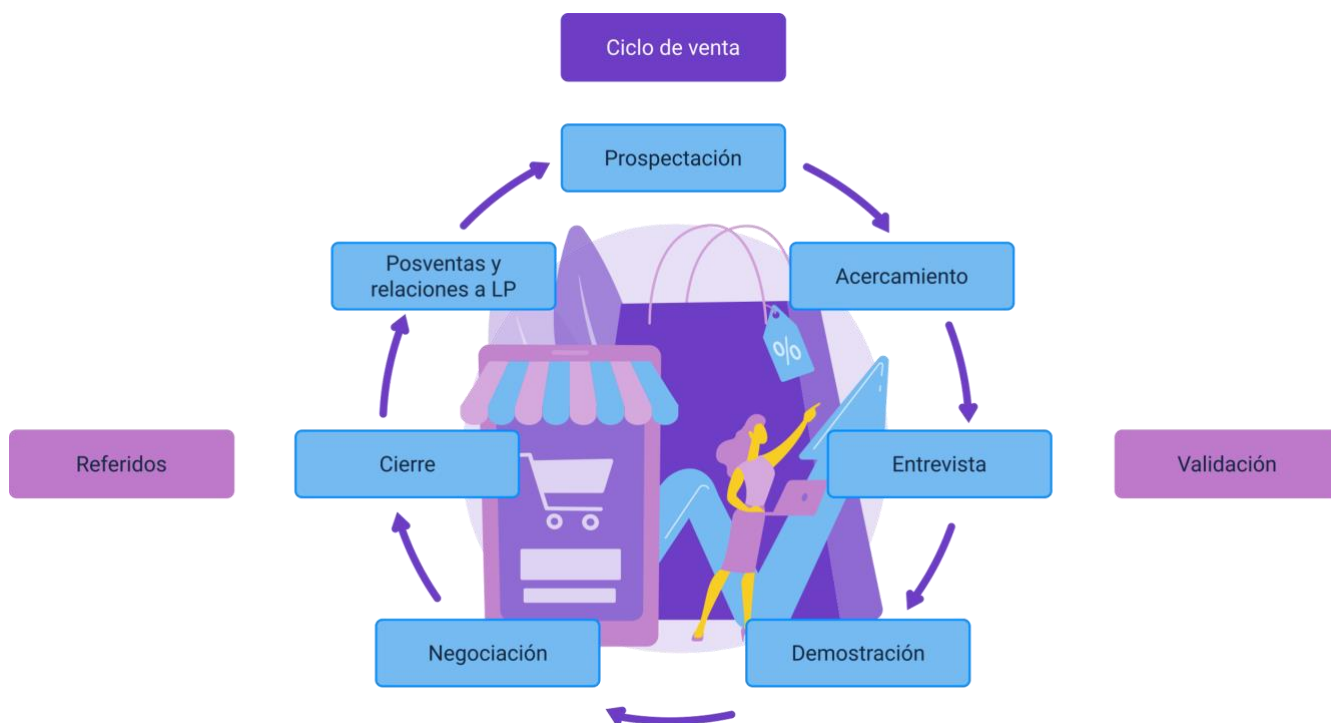 Ciclo de venta
Prospectación
Posventas y
relaciones a LP
Acercamiento
%
Referidos
Cierre
Entrevista
Validación
Negociación
Demostración